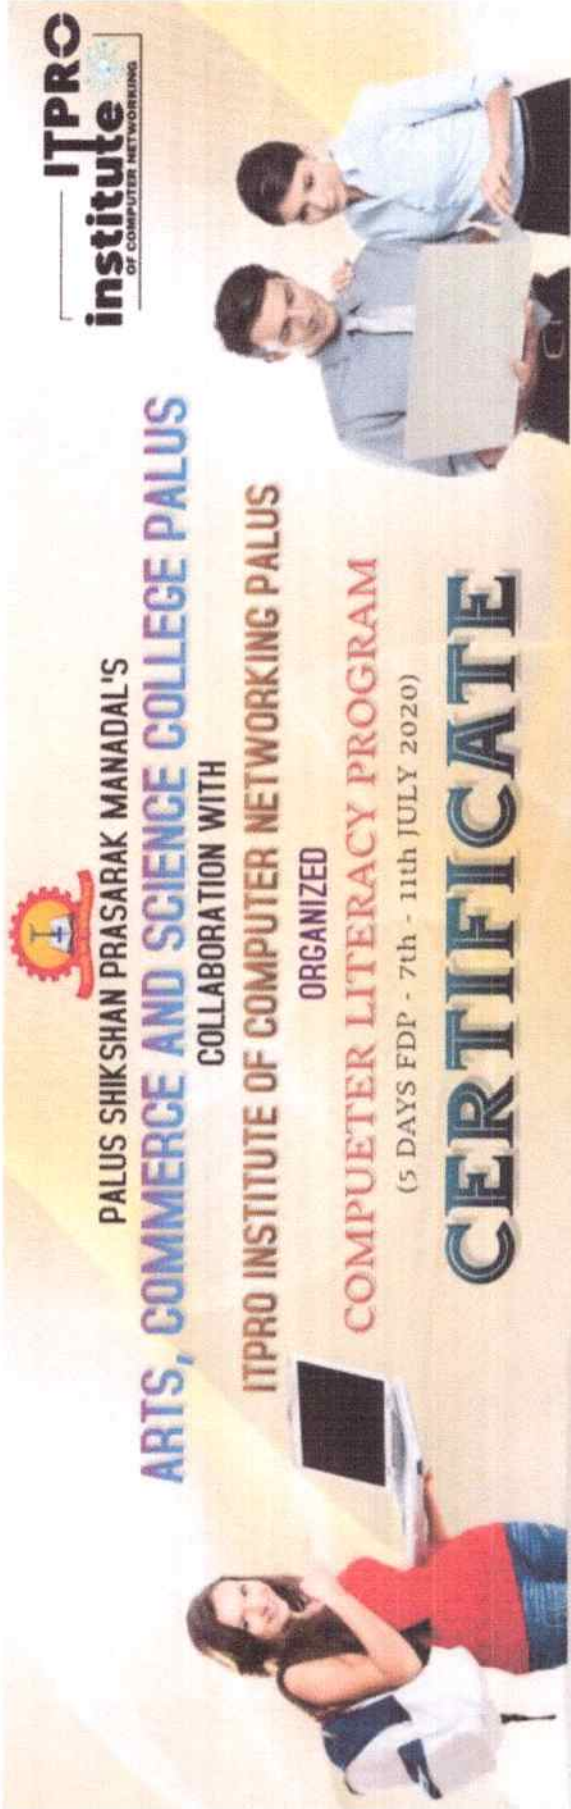 ITPRO
institute
OF COMPUTER NETWORKING
PALUS SHIKSHAN PRASARAK MANADAL'S
ARTS, COMMERCE AND SCIENCE COLLEGE PALUS
COLLABORATION WITH
ITPRO INSTITUTE OF COMPUTER NETWORKING PALUS
ORGANIZED
COMPUETER LITERACY PROGRAM
(5 DAYS FDP - 7th - 11th JULY 2020)
CERTIFICATE